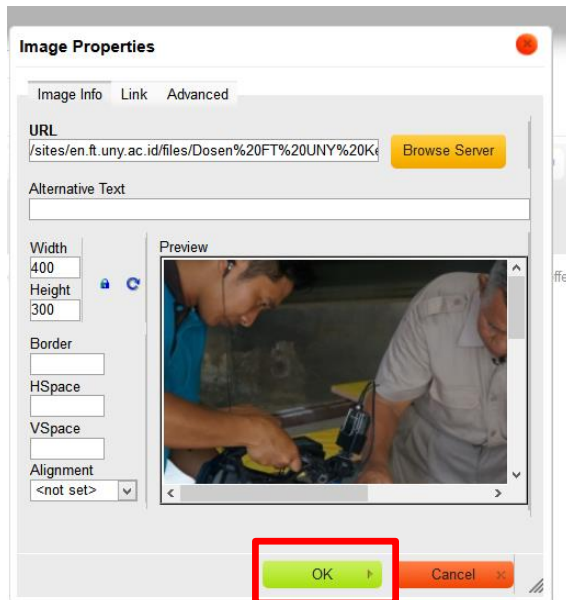 Image Properties
Image Info Link Advanced
URL
/sites/en.ft.uny.ac.id/files/Dosen%20FT%20UNY%20Ke
Browse Server
Alternative Text
Width
400
Height
300
Preview
Border
HSpace
VSpace
Alignment
<not set>
OK
Cancel